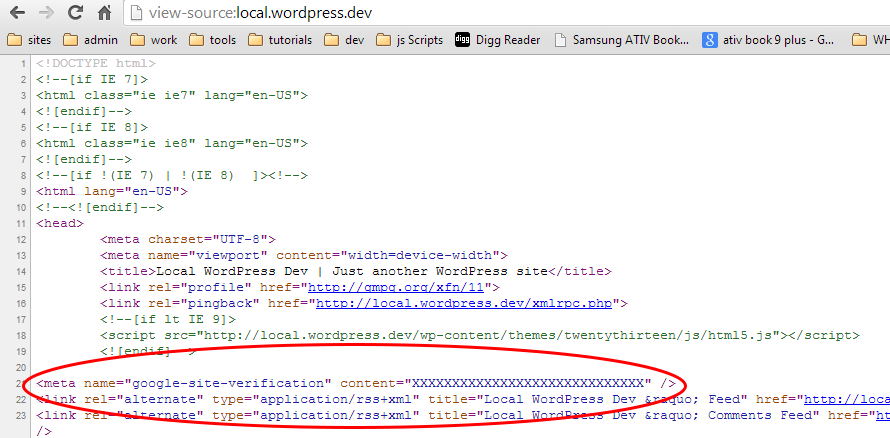 view-source:local.wordpress.dev
sites admin work tools tutorials dev js Scripts digg Digg Reader Samsung ATIV Book... g ativ book 9 plus - G... WH
1 <!DOCTYPE html>
2 <!--[if IE 7]>
3 <html class="ie ie7" lang="en-US">
4 <![endif]-->
5 <!--[if IE 8]>
6 <html class="ie ie8" lang="en-US">
7 <![endif]-->
8 <!--[if !(IE 7) | !(IE 8)  ]><!-->
9 <html lang="en-US">
10 <!--<![endif]-->
11 <head>
12 <meta charset="UTF-8">
13 <meta name="viewport" content="width=device-width">
14 <title>Local WordPress Dev | Just another WordPress site</title>
15 <link rel="profile" href="http://gmpg.org/xfn/11">
16 <link rel="pingback" href="http://local.wordpress.dev/xmlrpc.php">
17 <!--[if lt IE 9]>
18 <script src="http://local.wordpress.dev/wp-content/themes/twentythirteen/js/html5.js"></script>
19 <![endif]-->
20
21 <meta name="google-site-verification" content="XXXXXXXXXXXXXXXXXXXXXXXXXXXXXX" />
22 <link rel="alternate" type="application/rss+xml" title="Local WordPress Dev &raquo; Feed" href="http://loca
23 <link rel="alternate" type="application/rss+xml" title="Local WordPress Dev &raquo; Comments Feed" href="ht
/>